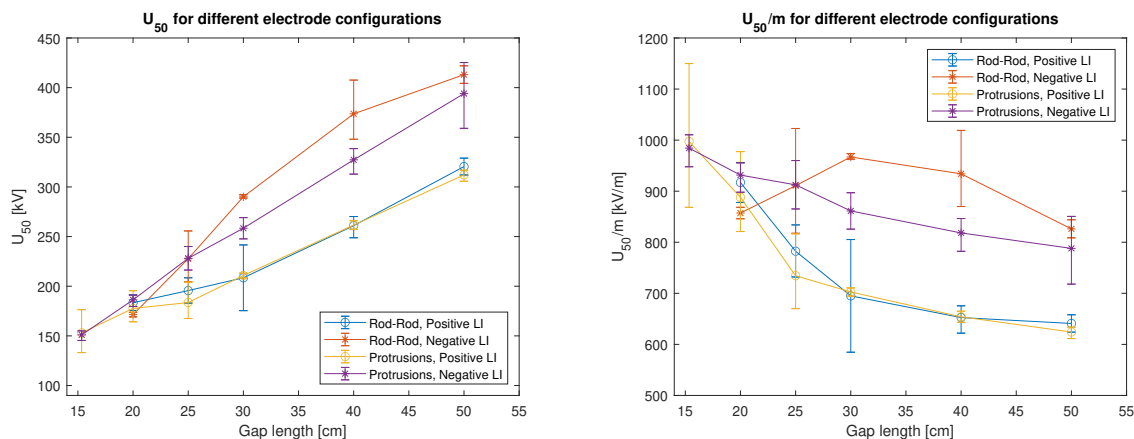 U50 for different electrode configurations
450
400
350
300
250
200
150
100
U50 [kV]
15 20 25 30 35 40 45 50 55
Gap length [cm]
Rod-Rod, Positive LI
Rod-Rod, Negative LI
Protrusions, Positive LI
Protrusions, Negative LI
U50/m for different electrode configurations
1200
1100
1000
900
800
700
600
500
U50/m [kV/m]
15 20 25 30 35 40 45 50 55
Gap length [cm]
Rod-Rod, Positive LI
Rod-Rod, Negative LI
Protrusions, Positive LI
Protrusions, Negative LI